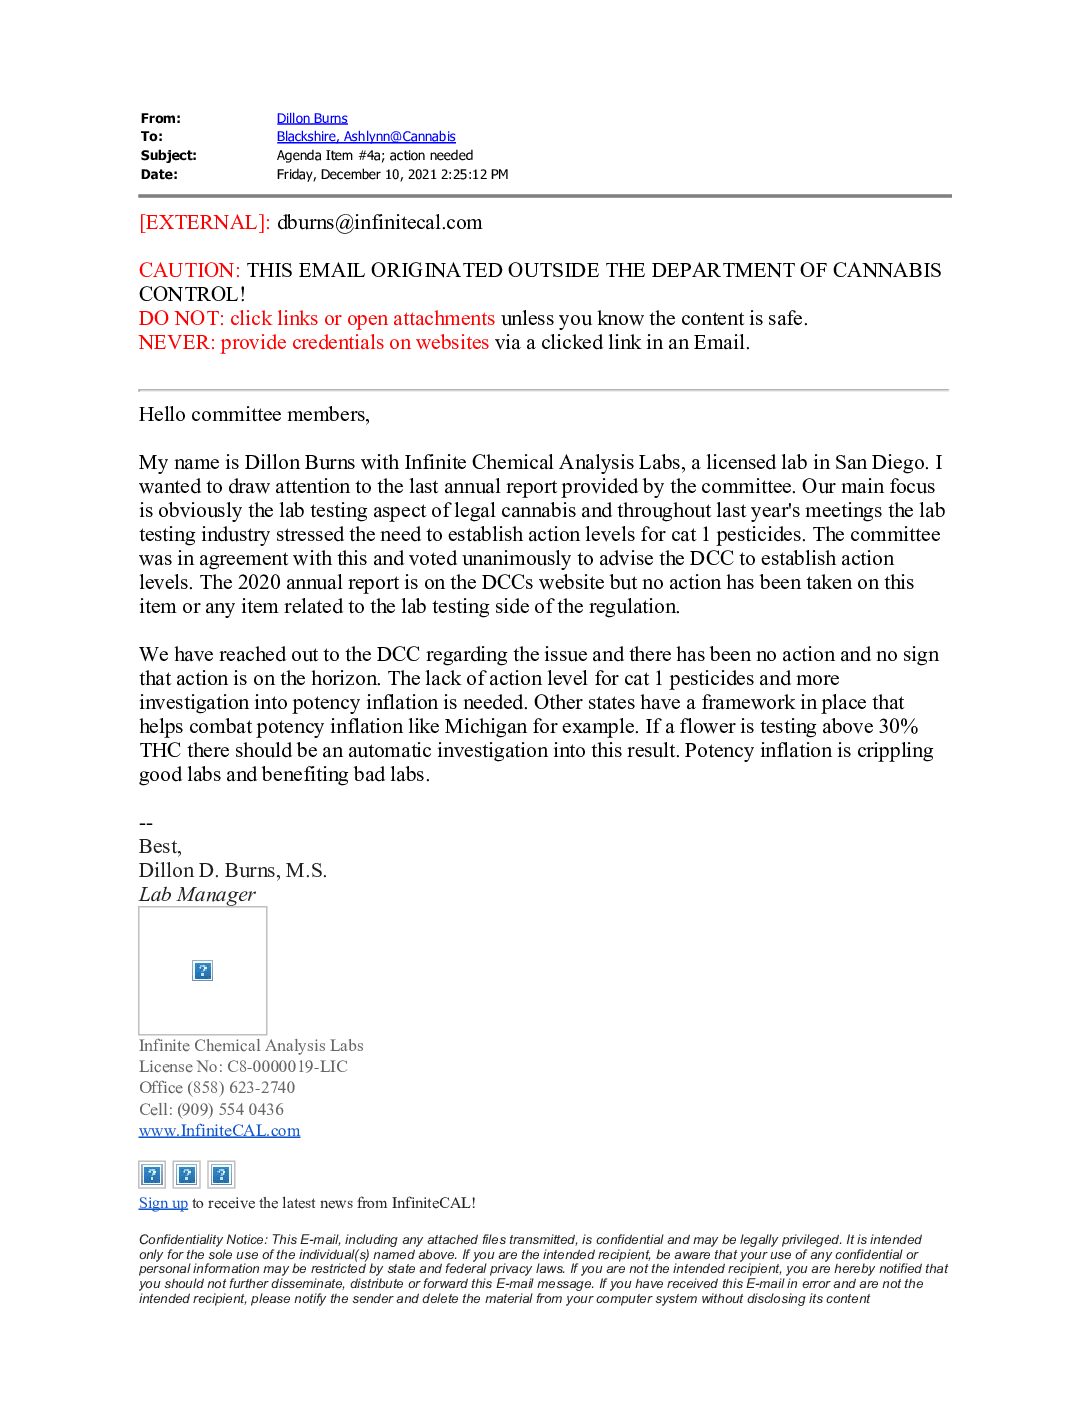 From: Dillon Burns
To: Blackshire, Ashlynn@Cannabis
Subject: Agenda Item #4a; action needed
Date: Friday, December 10, 2021 2:25:12 PM
[EXTERNAL]: dburns@infinitecal.com
CAUTION: THIS EMAIL ORIGINATED OUTSIDE THE DEPARTMENT OF CANNABIS
CONTROL!
DO NOT: click links or open attachments unless you know the content is safe.
NEVER: provide credentials on websites via a clicked link in an Email.
Hello committee members,
My name is Dillon Burns with Infinite Chemical Analysis Labs, a licensed lab in San Diego. I
wanted to draw attention to the last annual report provided by the committee. Our main focus
is obviously the lab testing aspect of legal cannabis and throughout last year's meetings the lab
testing industry stressed the need to establish action levels for cat 1 pesticides. The committee
was in agreement with this and voted unanimously to advise the DCC to establish action
levels. The 2020 annual report is on the DCCs website but no action has been taken on this
item or any item related to the lab testing side of the regulation.
We have reached out to the DCC regarding the issue and there has been no action and no sign
that action is on the horizon. The lack of action level for cat 1 pesticides and more
investigation into potency inflation is needed. Other states have a framework in place that
helps combat potency inflation like Michigan for example. If a flower is testing above 30%
THC there should be an automatic investigation into this result. Potency inflation is crippling
good labs and benefiting bad labs.
--
Best,
Dillon D. Burns, M.S.
Lab Manager
Infinite Chemical Analysis Labs
License No: C8-0000019-LIC
Office (858) 623-2740
Cell: (909) 554 0436
www.InfiniteCAL.com
Sign up to receive the latest news from InfiniteCAL!
Confidentiality Notice: This E-mail, including any attached files transmitted, is confidential and may be legally privileged. It is intended
only for the sole use of the individual(s) named above. If you are the intended recipient, be aware that your use of any confidential or
personal information may be restricted by state and federal privacy laws. If you are not the intended recipient, you are hereby notified that
you should not further disseminate, distribute or forward this E-mail message. If you have received this E-mail in error and are not the
intended recipient, please notify the sender and delete the material from your computer system without disclosing its content